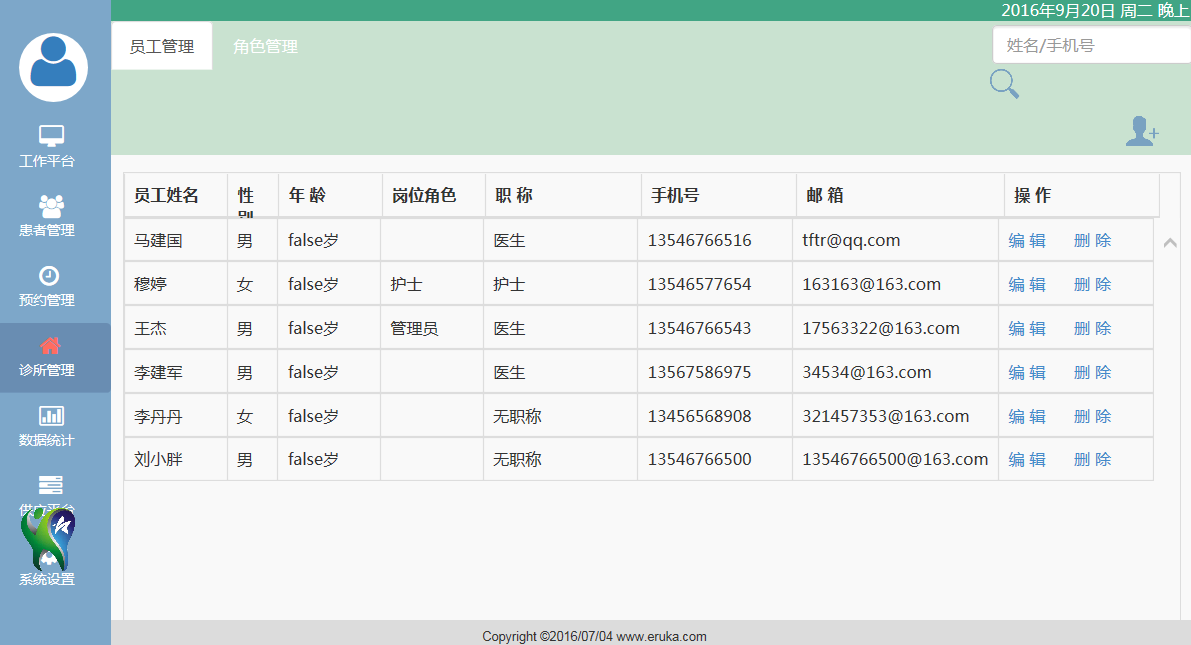 2016年9月20日 周二 晚上
员工管理 角色管理 姓名/手机号
工作平台
患者管理
预约管理
诊所管理
数据统计
供应平台
系统设置
员工姓名 性别 年 龄 岗位角色 职 称 手机号 邮 箱 操 作
马建国 男 false岁 医生 13546766516 tftr@qq.com 编 辑 删 除
穆婷 女 false岁 护士 护士 13546577654 163163@163.com 编 辑 删 除
王杰 男 false岁 管理员 医生 13546766543 17563322@163.com 编 辑 删 除
李建军 男 false岁 医生 13567586975 34534@163.com 编 辑 删 除
李丹丹 女 false岁 无职称 13456568908 321457353@163.com 编 辑 删 除
刘小胖 男 false岁 无职称 13546766500 13546766500@163.com 编 辑 删 除
Copyright ©2016/07/04 www.eruka.com